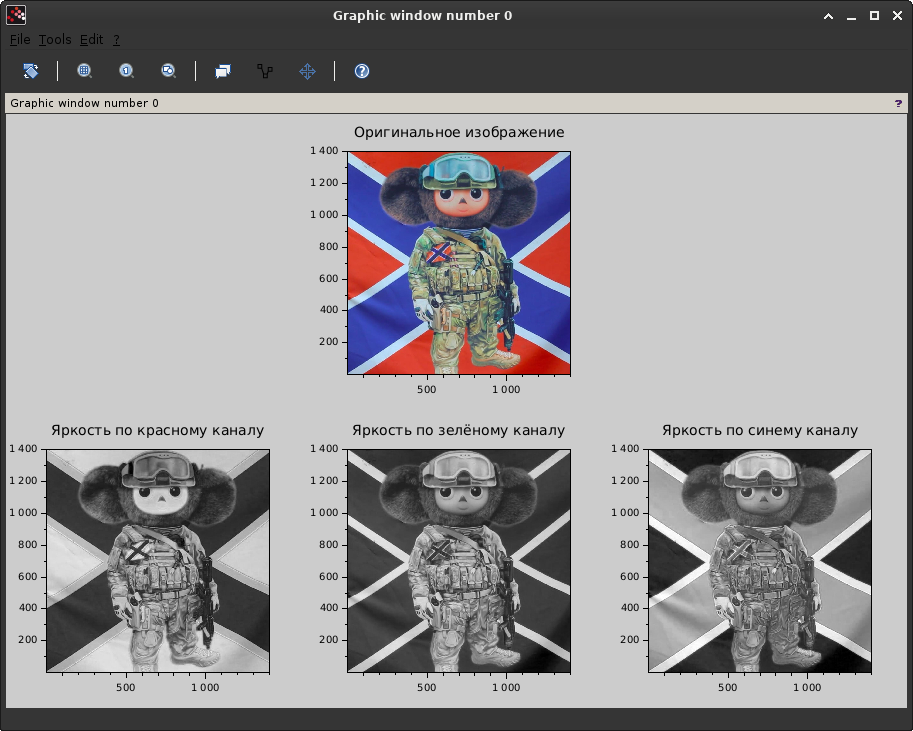 Graphic window number 0
File Tools Edit ?
Graphic window number 0 ?
Оригинальное изображение
1 400
1 200
1 000
800
600
400
200
500 1 000
Яркость по красному каналу
1 400
1 200
1 000
800
600
400
200
500 1 000
Яркость по зелёному каналу
1 400
1 200
1 000
800
600
400
200
500 1 000
Яркость по синему каналу
1 400
1 200
1 000
800
600
400
200
500 1 000